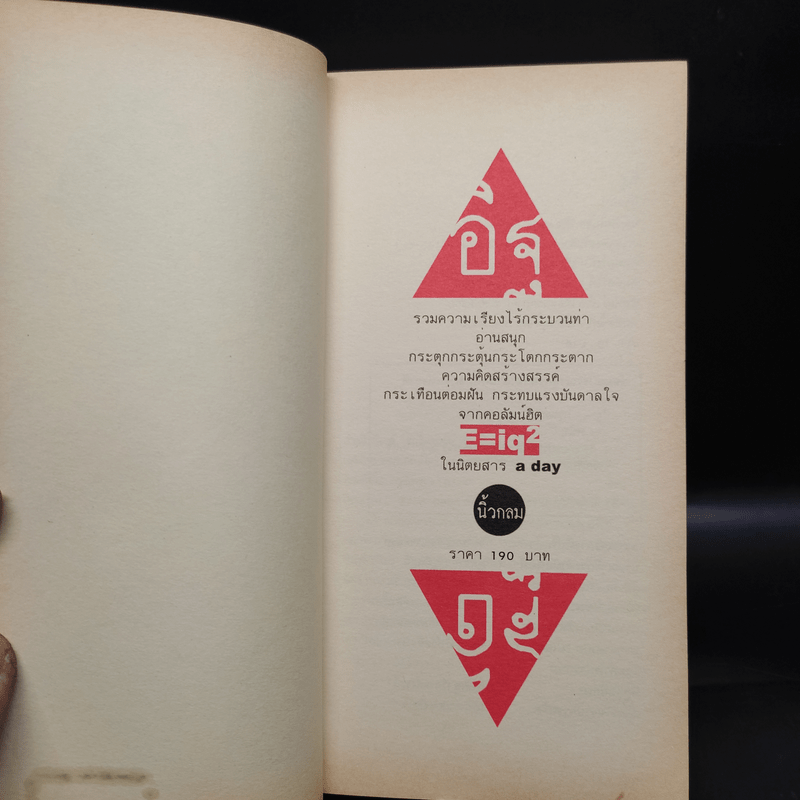 อิฐ
รวมความเรียงไร้กระบวนท่า
อ่านสนุก
กระตุกกระตุ้นกระโตกกระตาก
ความคิดสร้างสรรค์
กระเทือนต่อมฝัน กระทบแรงบันดาลใจ
จากคอลัมน์ฮิต
E=iq²
ในนิตยสาร a day
นิ้วกลม
ราคา 190 บาท